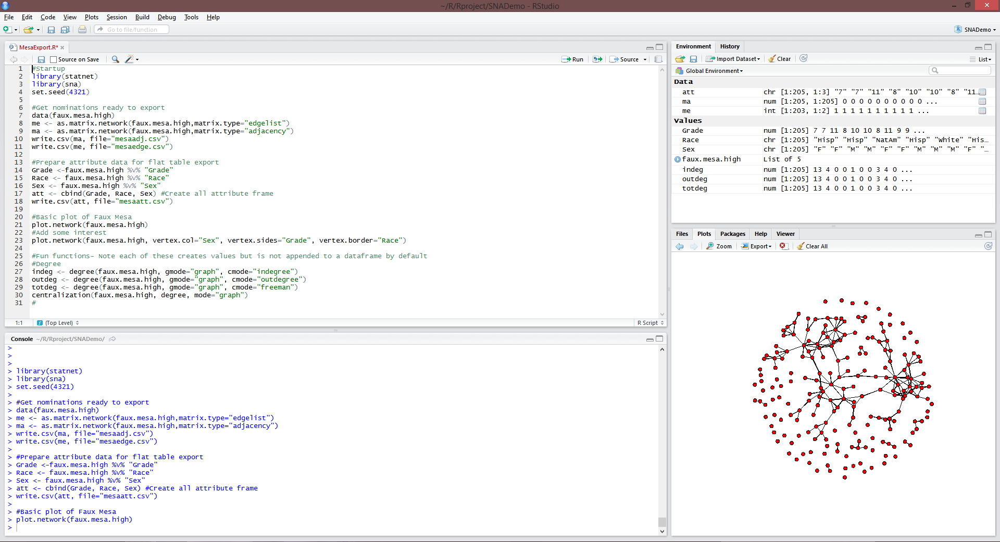 ~/R/Rproject/SNADemo - RStudio
File Edit Code View Plots Session Build Debug Tools Help
Go to file/function
SNADemo
MesaExport.R*
Source on Save
Run
Source
1 #Startup
2 library(statnet)
3 library(sna)
4 set.seed(4321)
5
6 #Get nominations ready to export
7 data(faux.mesa.high)
8 me <- as.matrix.network(faux.mesa.high,matrix.type="edgelist")
9 ma <- as.matrix.network(faux.mesa.high,matrix.type="adjacency")
10 write.csv(ma, file="mesaadj.csv")
11 write.csv(me, file="mesaedge.csv")
12
13 #Prepare attribute data for flat table export
14 Grade <-faux.mesa.high %v% "Grade"
15 Race <- faux.mesa.high %v% "Race"
16 Sex <- faux.mesa.high %v% "Sex"
17 att <- cbind(Grade, Race, Sex) #Create all attribute frame
18 write.csv(att, file="mesaatt.csv")
19
20 #Basic plot of Faux Mesa
21 plot.network(faux.mesa.high)
22 #Add some interest
23 plot.network(faux.mesa.high, vertex.col="Sex", vertex.sides="Grade", vertex.border="Race")
24
25 #Fun functions- Note each of these creates values but is not appended to a dataframe by default
26 #Degree
27 indeg <- degree(faux.mesa.high, gmode="graph", cmode="indegree")
28 outdeg <- degree(faux.mesa.high, gmode="graph", cmode="outdegree")
29 totdeg <- degree(faux.mesa.high, gmode="graph", cmode="freeman")
30 centralization(faux.mesa.high, degree, mode="graph")
31 #
1:1 (Top Level) R Script
Console ~/R/Rproject/SNADemo/
>
>
>
> library(statnet)
> library(sna)
> set.seed(4321)
>
> #Get nominations ready to export
> data(faux.mesa.high)
> me <- as.matrix.network(faux.mesa.high,matrix.type="edgelist")
> ma <- as.matrix.network(faux.mesa.high,matrix.type="adjacency")
> write.csv(ma, file="mesaadj.csv")
> write.csv(me, file="mesaedge.csv")
>
> #Prepare attribute data for flat table export
> Grade <-faux.mesa.high %v% "Grade"
> Race <- faux.mesa.high %v% "Race"
> Sex <- faux.mesa.high %v% "Sex"
> att <- cbind(Grade, Race, Sex) #Create all attribute frame
> write.csv(att, file="mesaatt.csv")
>
> #Basic plot of Faux Mesa
> plot.network(faux.mesa.high)
>
Environment History
Import Dataset Clear List
Global Environment
Data
att chr [1:205, 1:3] "7" "7" "11" "8" "10" "10" "8" "11…
ma num [1:205, 1:205] 0 0 0 0 0 0 0 0 0 0 ...
me int [1:203, 1:2] 1 1 1 1 1 1 1 1 1 1 ...
Values
Grade num [1:205] 7 7 11 8 10 10 8 11 9 9 ...
Race chr [1:205] "Hisp" "Hisp" "NatAm" "Hisp" "White" "His…
Sex chr [1:205] "F" "F" "M" "M" "F" "F" "M" "M" "M" "F" "…
faux.mesa.high List of 5
indeg num [1:205] 13 4 0 0 1 0 0 3 4 0 ...
outdeg num [1:205] 13 4 0 0 1 0 0 3 4 0 ...
totdeg num [1:205] 13 4 0 0 1 0 0 3 4 0 ...
Files Plots Packages Help Viewer
Zoom Export Clear All